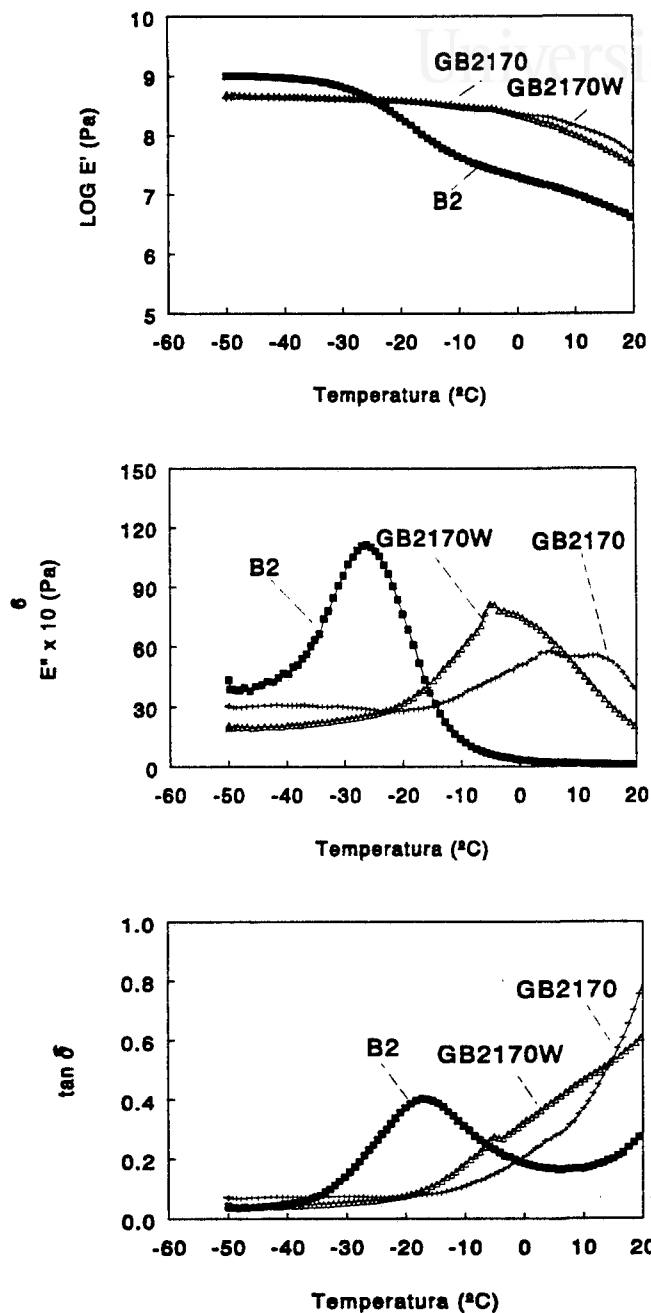 Universi
10
9
8
7
6
5
LOG E' (Pa)
GB2170
GB2170W
B2
-60 -50 -40 -30 -20 -10 0 10 20
Temperatura (ºC)
150
120
90
60
30
0
6
E" x 10 (Pa)
B2
GB2170W
GB2170
-60 -50 -40 -30 -20 -10 0 10 20
Temperatura (ºC)
1.0
0.8
0.6
0.4
0.2
0.0
tan δ
B2
GB2170W
GB2170
-60 -50 -40 -30 -20 -10 0 10 20
Temperatura (ºC)